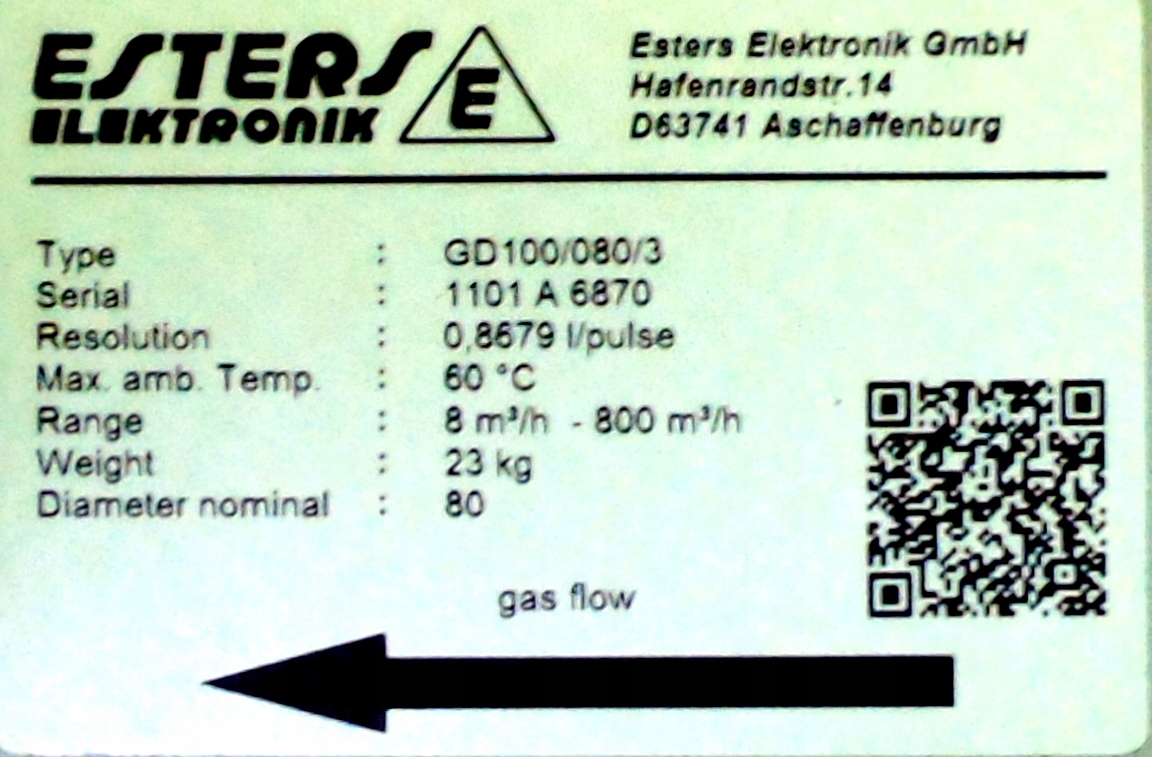 ESTERS
ELEKTRONIK
E
Esters Elektronik GmbH
Hafenrandstr.14
D63741 Aschaffenburg
Type : GD100/080/3
Serial : 1101 A 6870
Resolution : 0,8679 l/pulse
Max. amb. Temp. : 60 °C
Range : 8 m³/h - 800 m³/h
Weight : 23 kg
Diameter nominal : 80
gas flow